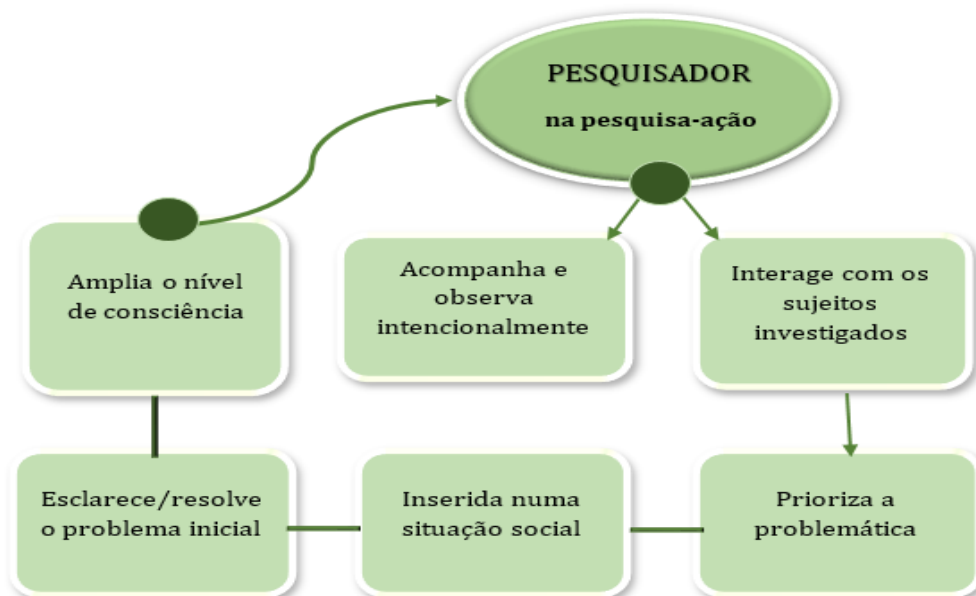 PESQUISADOR
na pesquisa-ação
Amplia o nível
de consciência
Acompanha e
observa
intencionalmente
Interage com os
sujeitos
investigados
Esclarece/resolve
o problema inicial
Inserida numa
situação social
Prioriza a
problemática